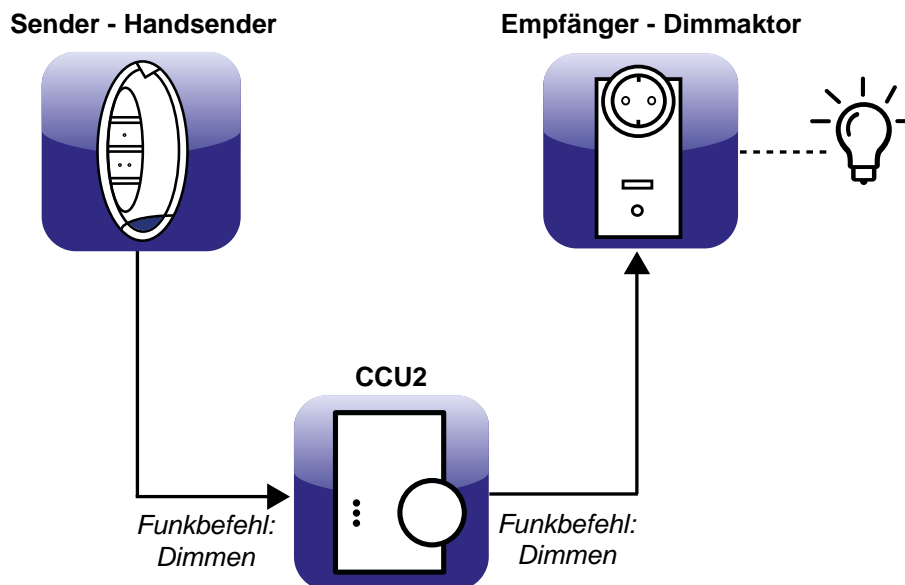 Sender - Handsender
Empfänger - Dimmaktor
CCU2
Funkbefehl:
Dimmen
Funkbefehl:
Dimmen